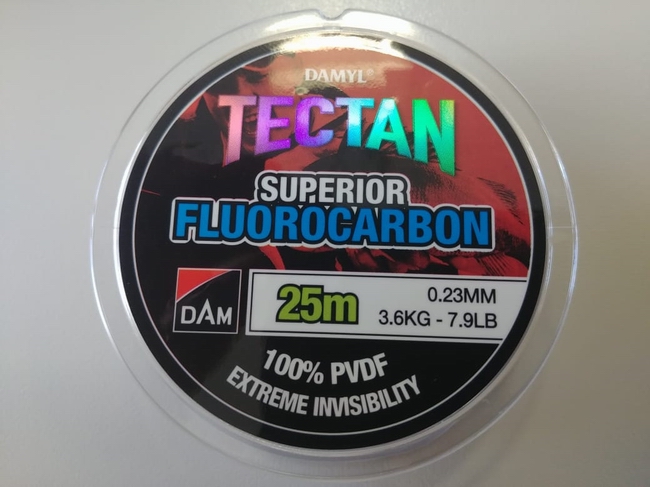 DAMYL®
TECTAN
SUPERIOR
FLUOROCARBON
DAM
25m
0.23MM
3.6KG - 7.9LB
100% PVDF
EXTREME INVISIBILITY